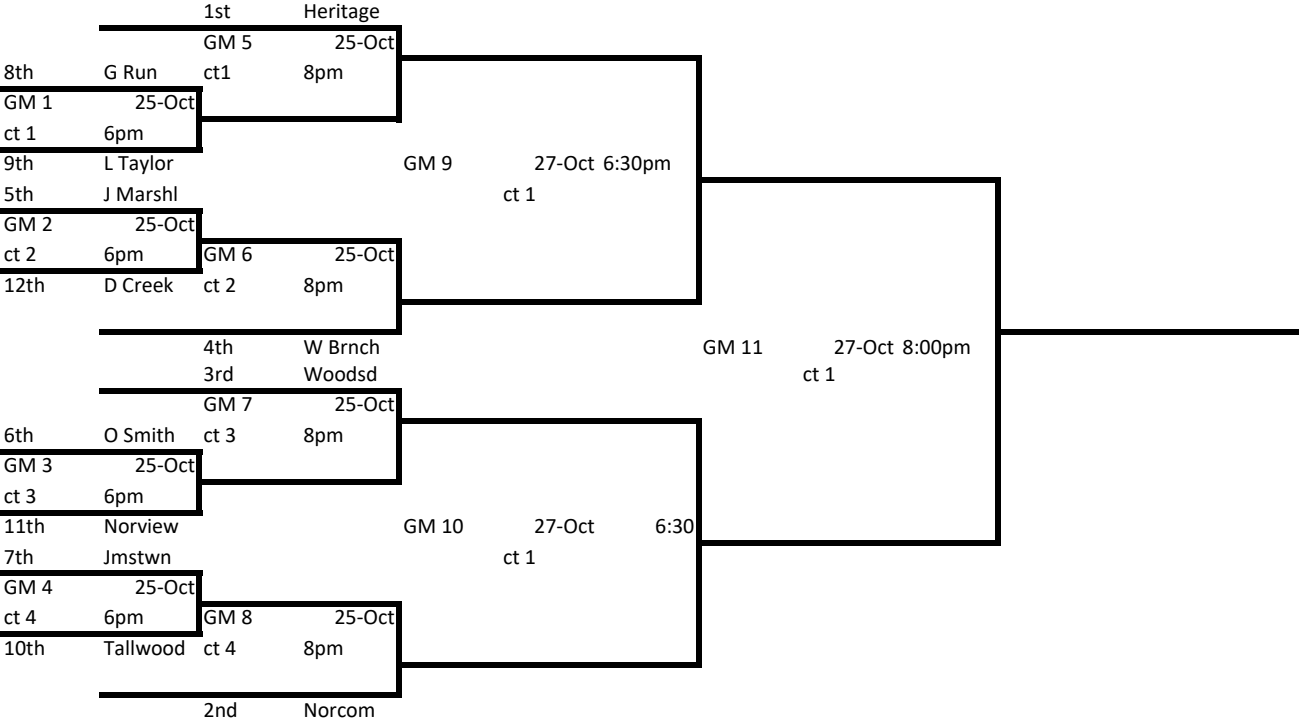 1st Heritage
GM 5 25-Oct
8th G Run ct1 8pm
GM 1 25-Oct
ct 1 6pm
9th L Taylor GM 9 27-Oct 6:30pm
5th J Marshl ct 1
GM 2 25-Oct
ct 2 6pm GM 6 25-Oct
12th D Creek ct 2 8pm
4th W Brnch GM 11 27-Oct 8:00pm
3rd Woodsd ct 1
GM 7 25-Oct
6th O Smith ct 3 8pm
GM 3 25-Oct
ct 3 6pm
11th Norview GM 10 27-Oct 6:30
7th Jmstwn ct 1
GM 4 25-Oct
ct 4 6pm GM 8 25-Oct
10th Tallwood ct 4 8pm
2nd Norcom